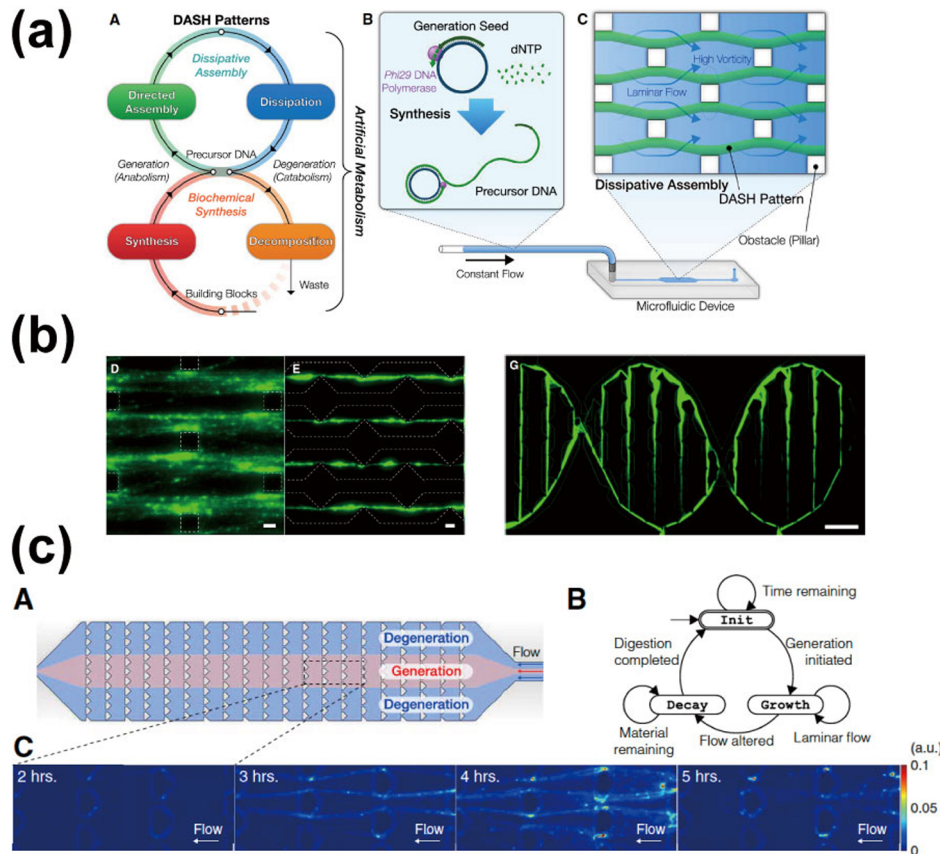 (a)
A
DASH Patterns
Dissipative
Assembly
Directed
Assembly
Dissipation
Generation
(Anabolism)
Precursor DNA
Degeneration
(Catabolism)
Biochemical
Synthesis
Synthesis
Decomposition
Building Blocks
Waste
Artificial Metabolism
B
Generation Seed
dNTP
Phi29 DNA
Polymerase
Synthesis
Precursor DNA
Constant Flow
C
High Vorticity
Laminar Flow
Dissipative Assembly
DASH Pattern
Obstacle (Pillar)
Microfluidic Device
(b)
D
E
G
(c)
A
Degeneration
Generation
Degeneration
Flow
B
Time remaining
Init
Digestion
completed
Generation
initiated
Decay
Growth
Material
remaining
Flow altered
Laminar flow
C
2 hrs.
Flow
3 hrs.
Flow
4 hrs.
Flow
5 hrs.
Flow
(a.u.)
0.1
0.05
0